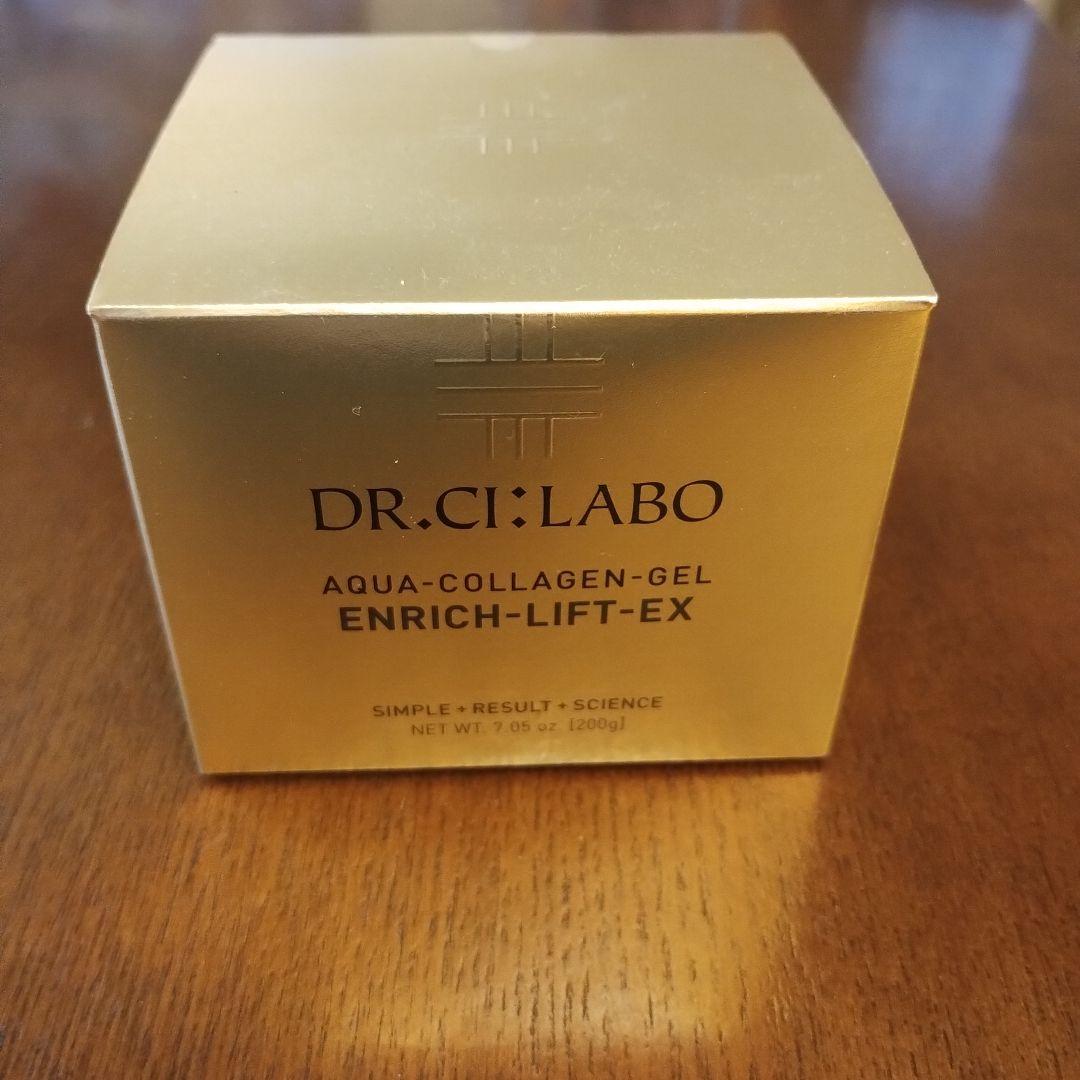 DR.CI:LABO
AQUA-COLLAGEN-GEL
ENRICH-LIFT-EX
SIMPLE + RESULT + SCIENCE
NET WT. 7.05 oz. [200g]